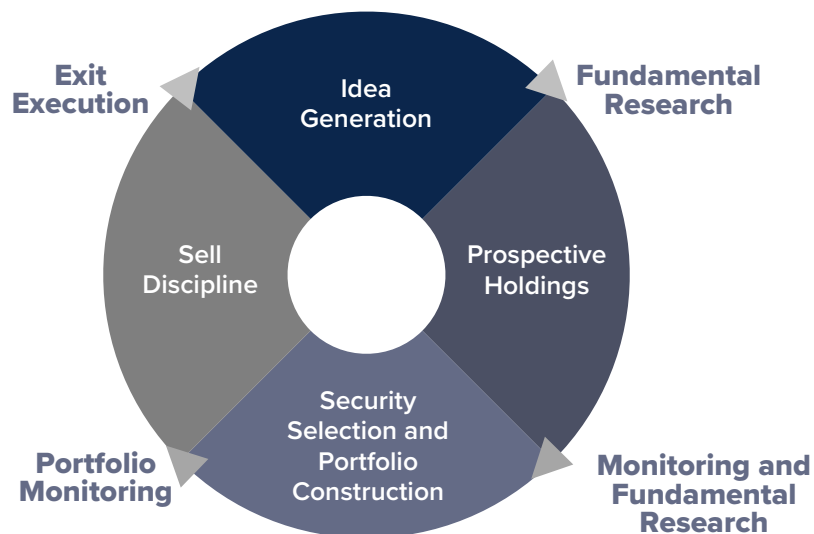 Exit
Execution
Idea
Generation
Fundamental
Research
Sell
Discipline
Prospective
Holdings
Security
Selection and
Portfolio
Construction
Portfolio
Monitoring
Monitoring and
Fundamental
Research